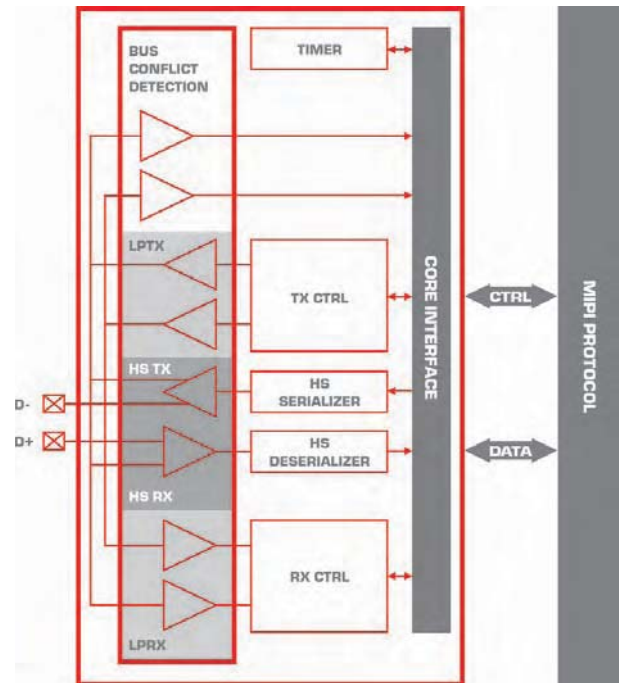 BUS
CONFLICT
DETECTION
TIMER
LPTX
TX CTRL
HS TX
HS
SERIALIZER
D-
D+
HS
DESERIALIZER
HS RX
RX CTRL
LPRX
CORE INTERFACE
CTRL
DATA
MIPI PROTOCOL